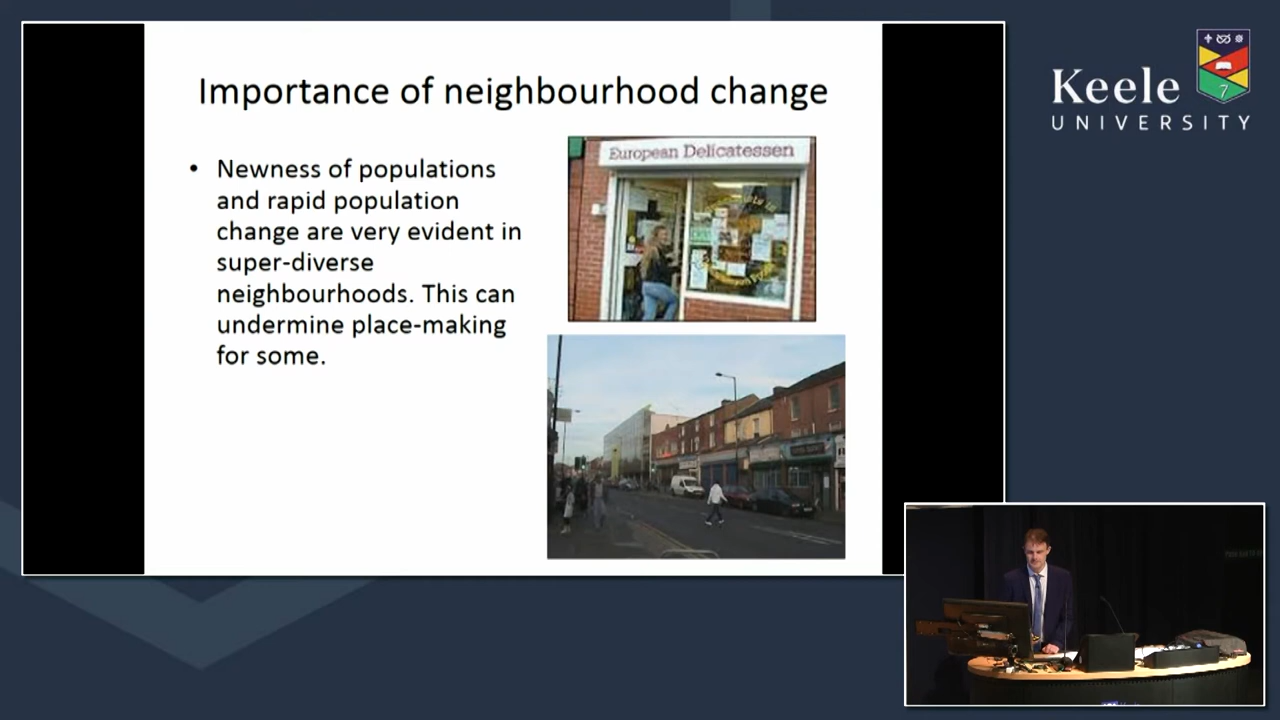 Importance of neighbourhood change
• Newness of populations
and rapid population
change are very evident in
super-diverse
neighbourhoods. This can
undermine place-making
for some.
European Delicatessen
Keele
UNIVERSITY